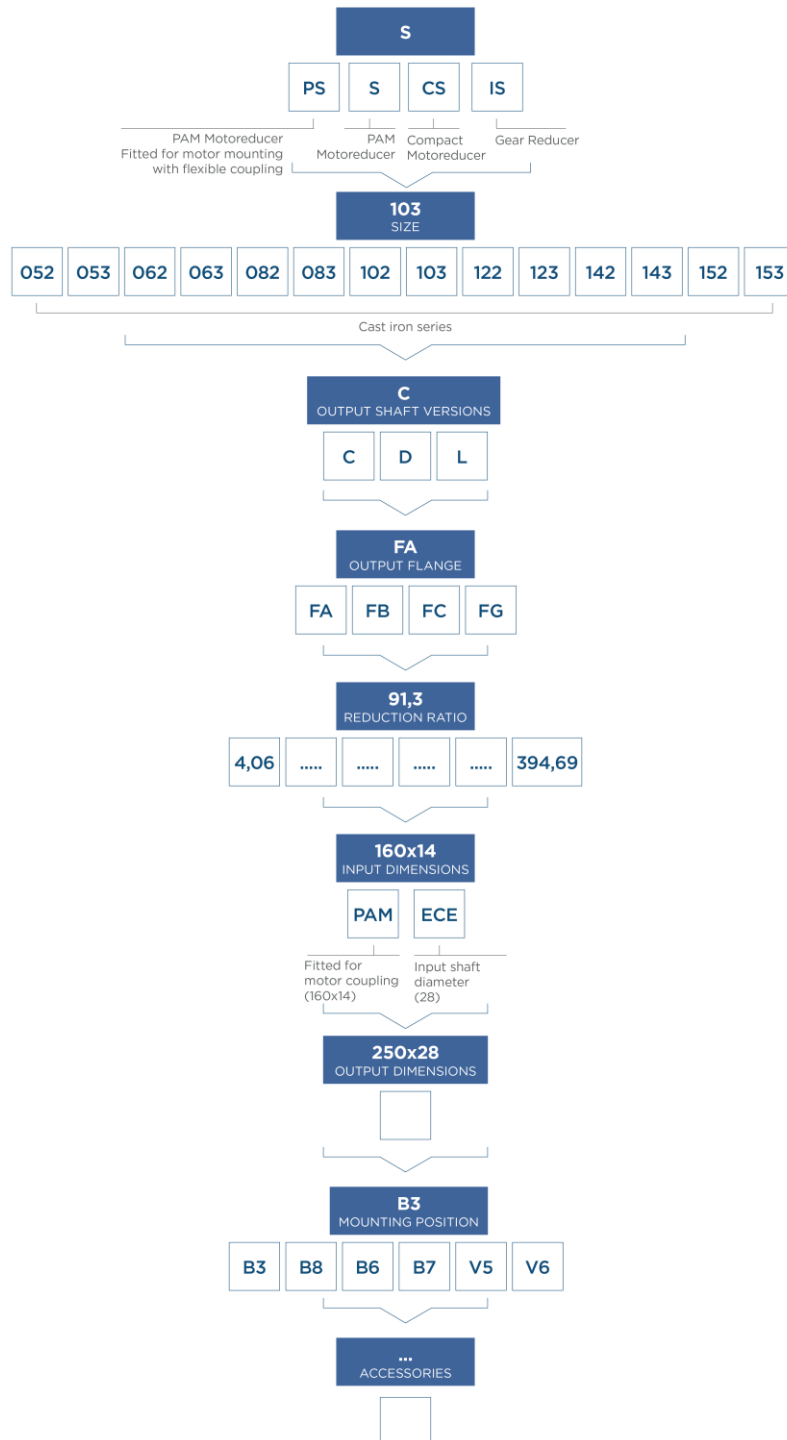 S
PS S CS IS
PAM Motoreducer
Fitted for motor mounting
with flexible coupling
PAM
Motoreducer
Compact
Motoreducer
Gear Reducer
103
SIZE
052 053 062 063 082 083 102 103 122 123 142 143 152 153
Cast iron series
C
OUTPUT SHAFT VERSIONS
C D L
FA
OUTPUT FLANGE
FA FB FC FG
91,3
REDUCTION RATIO
4,06 ..... ..... ..... ..... 394,69
160x14
INPUT DIMENSIONS
PAM ECE
Fitted for
motor coupling
(160x14)
Input shaft
diameter
(28)
250x28
OUTPUT DIMENSIONS
B3
MOUNTING POSITION
B3 B8 B6 B7 V5 V6
...
ACCESSORIES